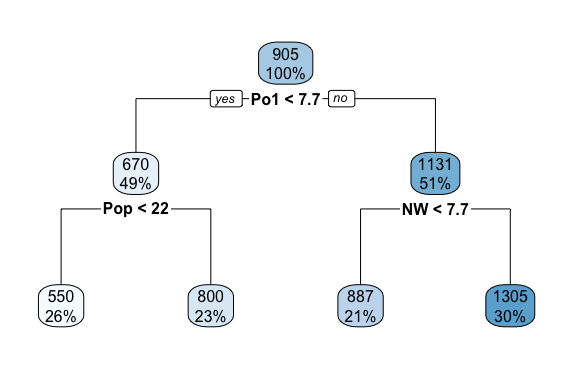 905
100%
yes
Po1 < 7.7
no
670
49%
1131
51%
Pop < 22
NW < 7.7
550
26%
800
23%
887
21%
1305
30%